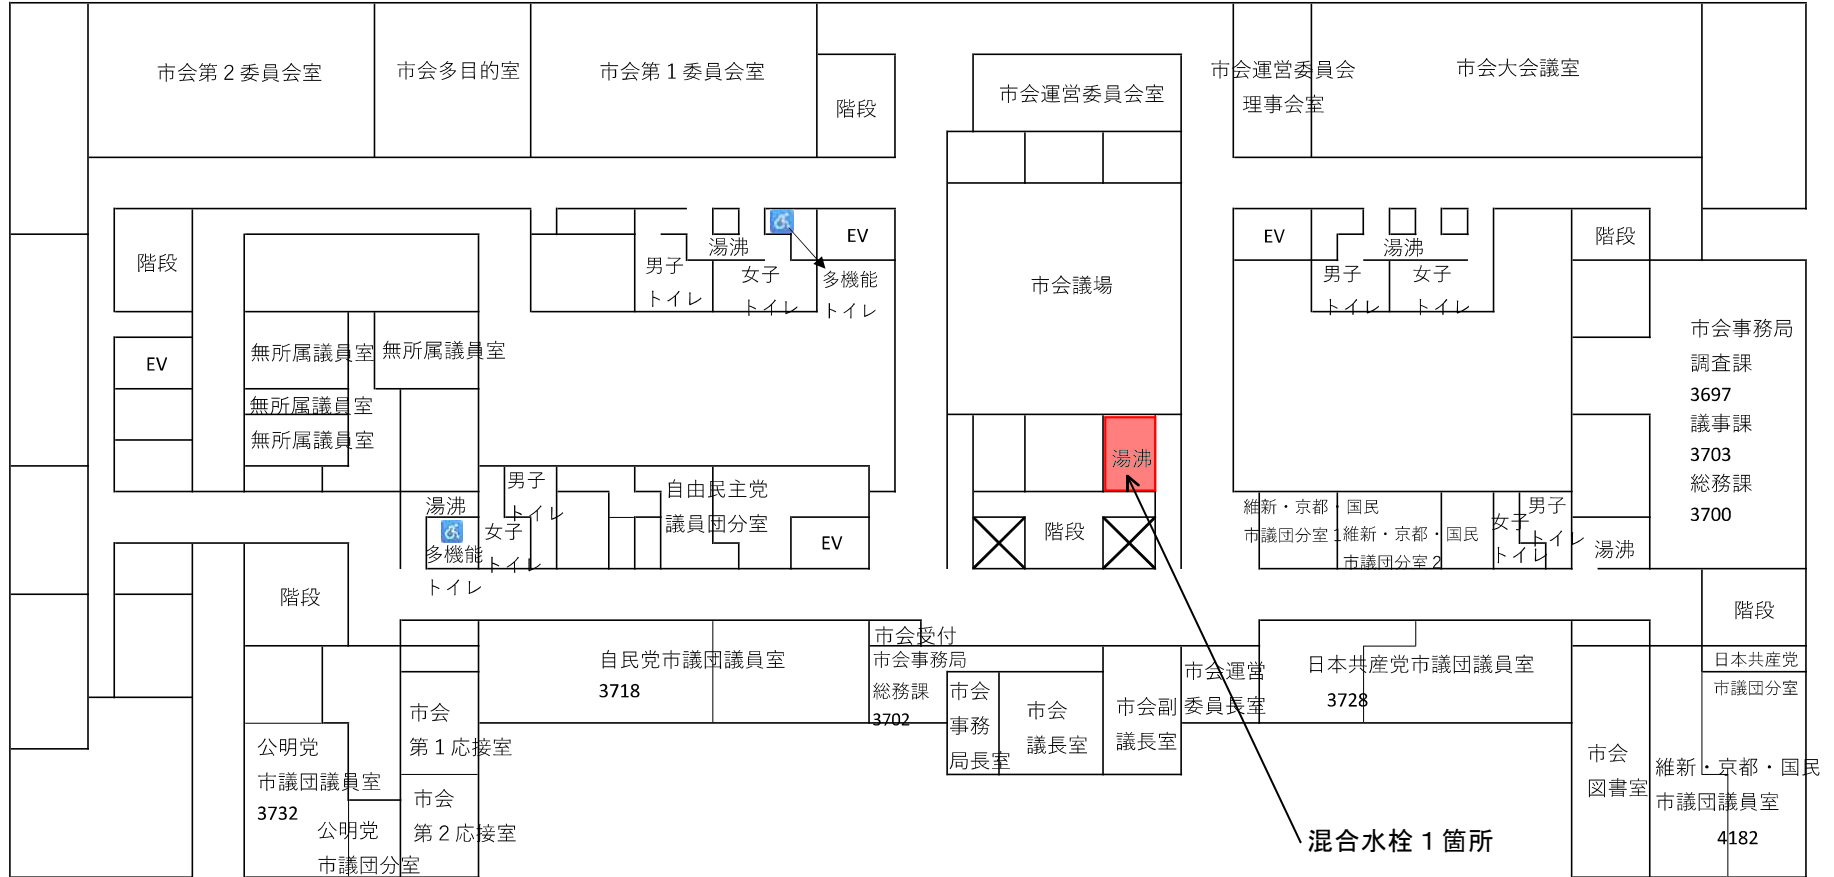 市会第２委員会室
市会多目的室
市会第１委員会室
階段
市会運営委員会室
市会運営委員会
理事会室
市会大会議室
階段
EV
湯沸
男子
トイレ
女子
トイレ
EV
多機能
トイレ
市会議場
EV
湯沸
男子
トイレ
女子
トイレ
階段
無所属議員室
無所属議員室
無所属議員室
無所属議員室
市会事務局
調査課
3697
議事課
3703
総務課
3700
湯沸
多機能
トイレ
男子
トイレ
女子
トイレ
自由民主党
議員団分室
EV
湯沸
階段
維新・京都・国民
市議団分室１
維新・京都・国民
市議団分室２
女子
トイレ
男子
トイレ
湯沸
階段
階段
自民党市議団議員室
3718
市会受付
市会事務局
総務課
3702
市会
事務
局長室
市会
議長室
市会副
議長室
市会運営
委員長室
日本共産党市議団議員室
3728
日本共産党
市議団分室
市会
第１応接室
市会
第２応接室
公明党
市議団議員室
3732
公明党
市議団分室
市会
図書室
維新・京都・国民
市議団議員室
4182
混合水栓１箇所